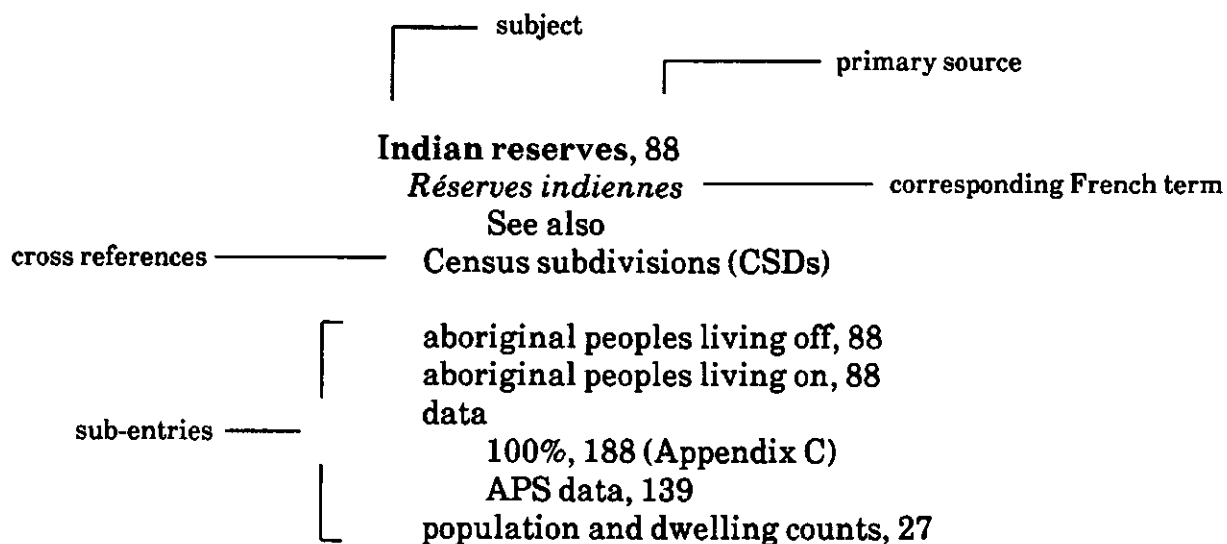 subject
primary source
Indian reserves, 88
Réserves indiennes
corresponding French term
See also
cross references
Census subdivisions (CSDs)
aboriginal peoples living off, 88
aboriginal peoples living on, 88
data
sub-entries
100%, 188 (Appendix C)
APS data, 139
population and dwelling counts, 27